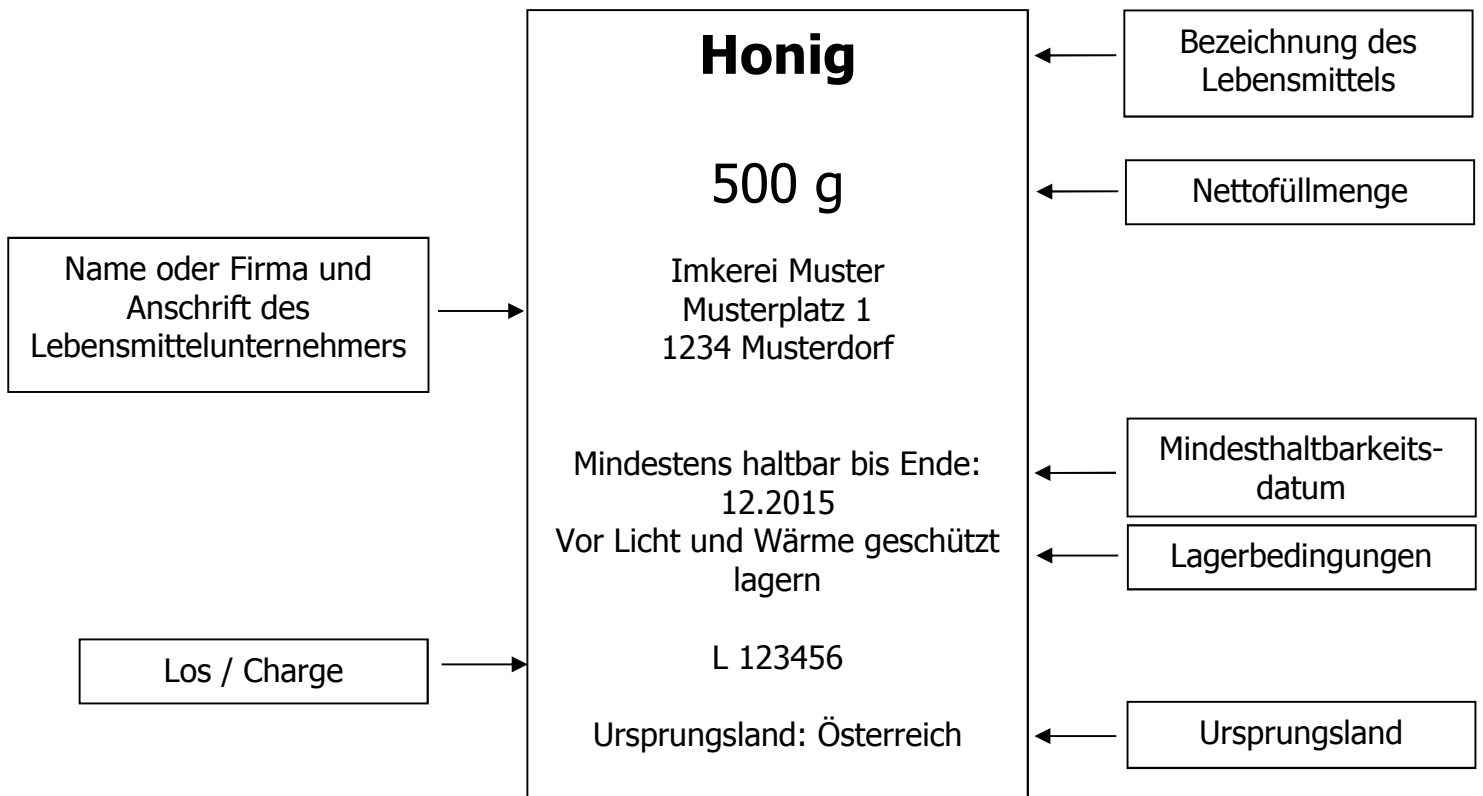 Honig
Bezeichnung des
Lebensmittels
500 g
Nettofüllmenge
Name oder Firma und
Anschrift des
Lebensmittelunternehmers
Imkerei Muster
Musterplatz 1
1234 Musterdorf
Mindestens haltbar bis Ende:
12.2015
Mindesthaltbarkeits-
datum
Vor Licht und Wärme geschützt
lagern
Lagerbedingungen
Los / Charge
L 123456
Ursprungsland: Österreich
Ursprungsland